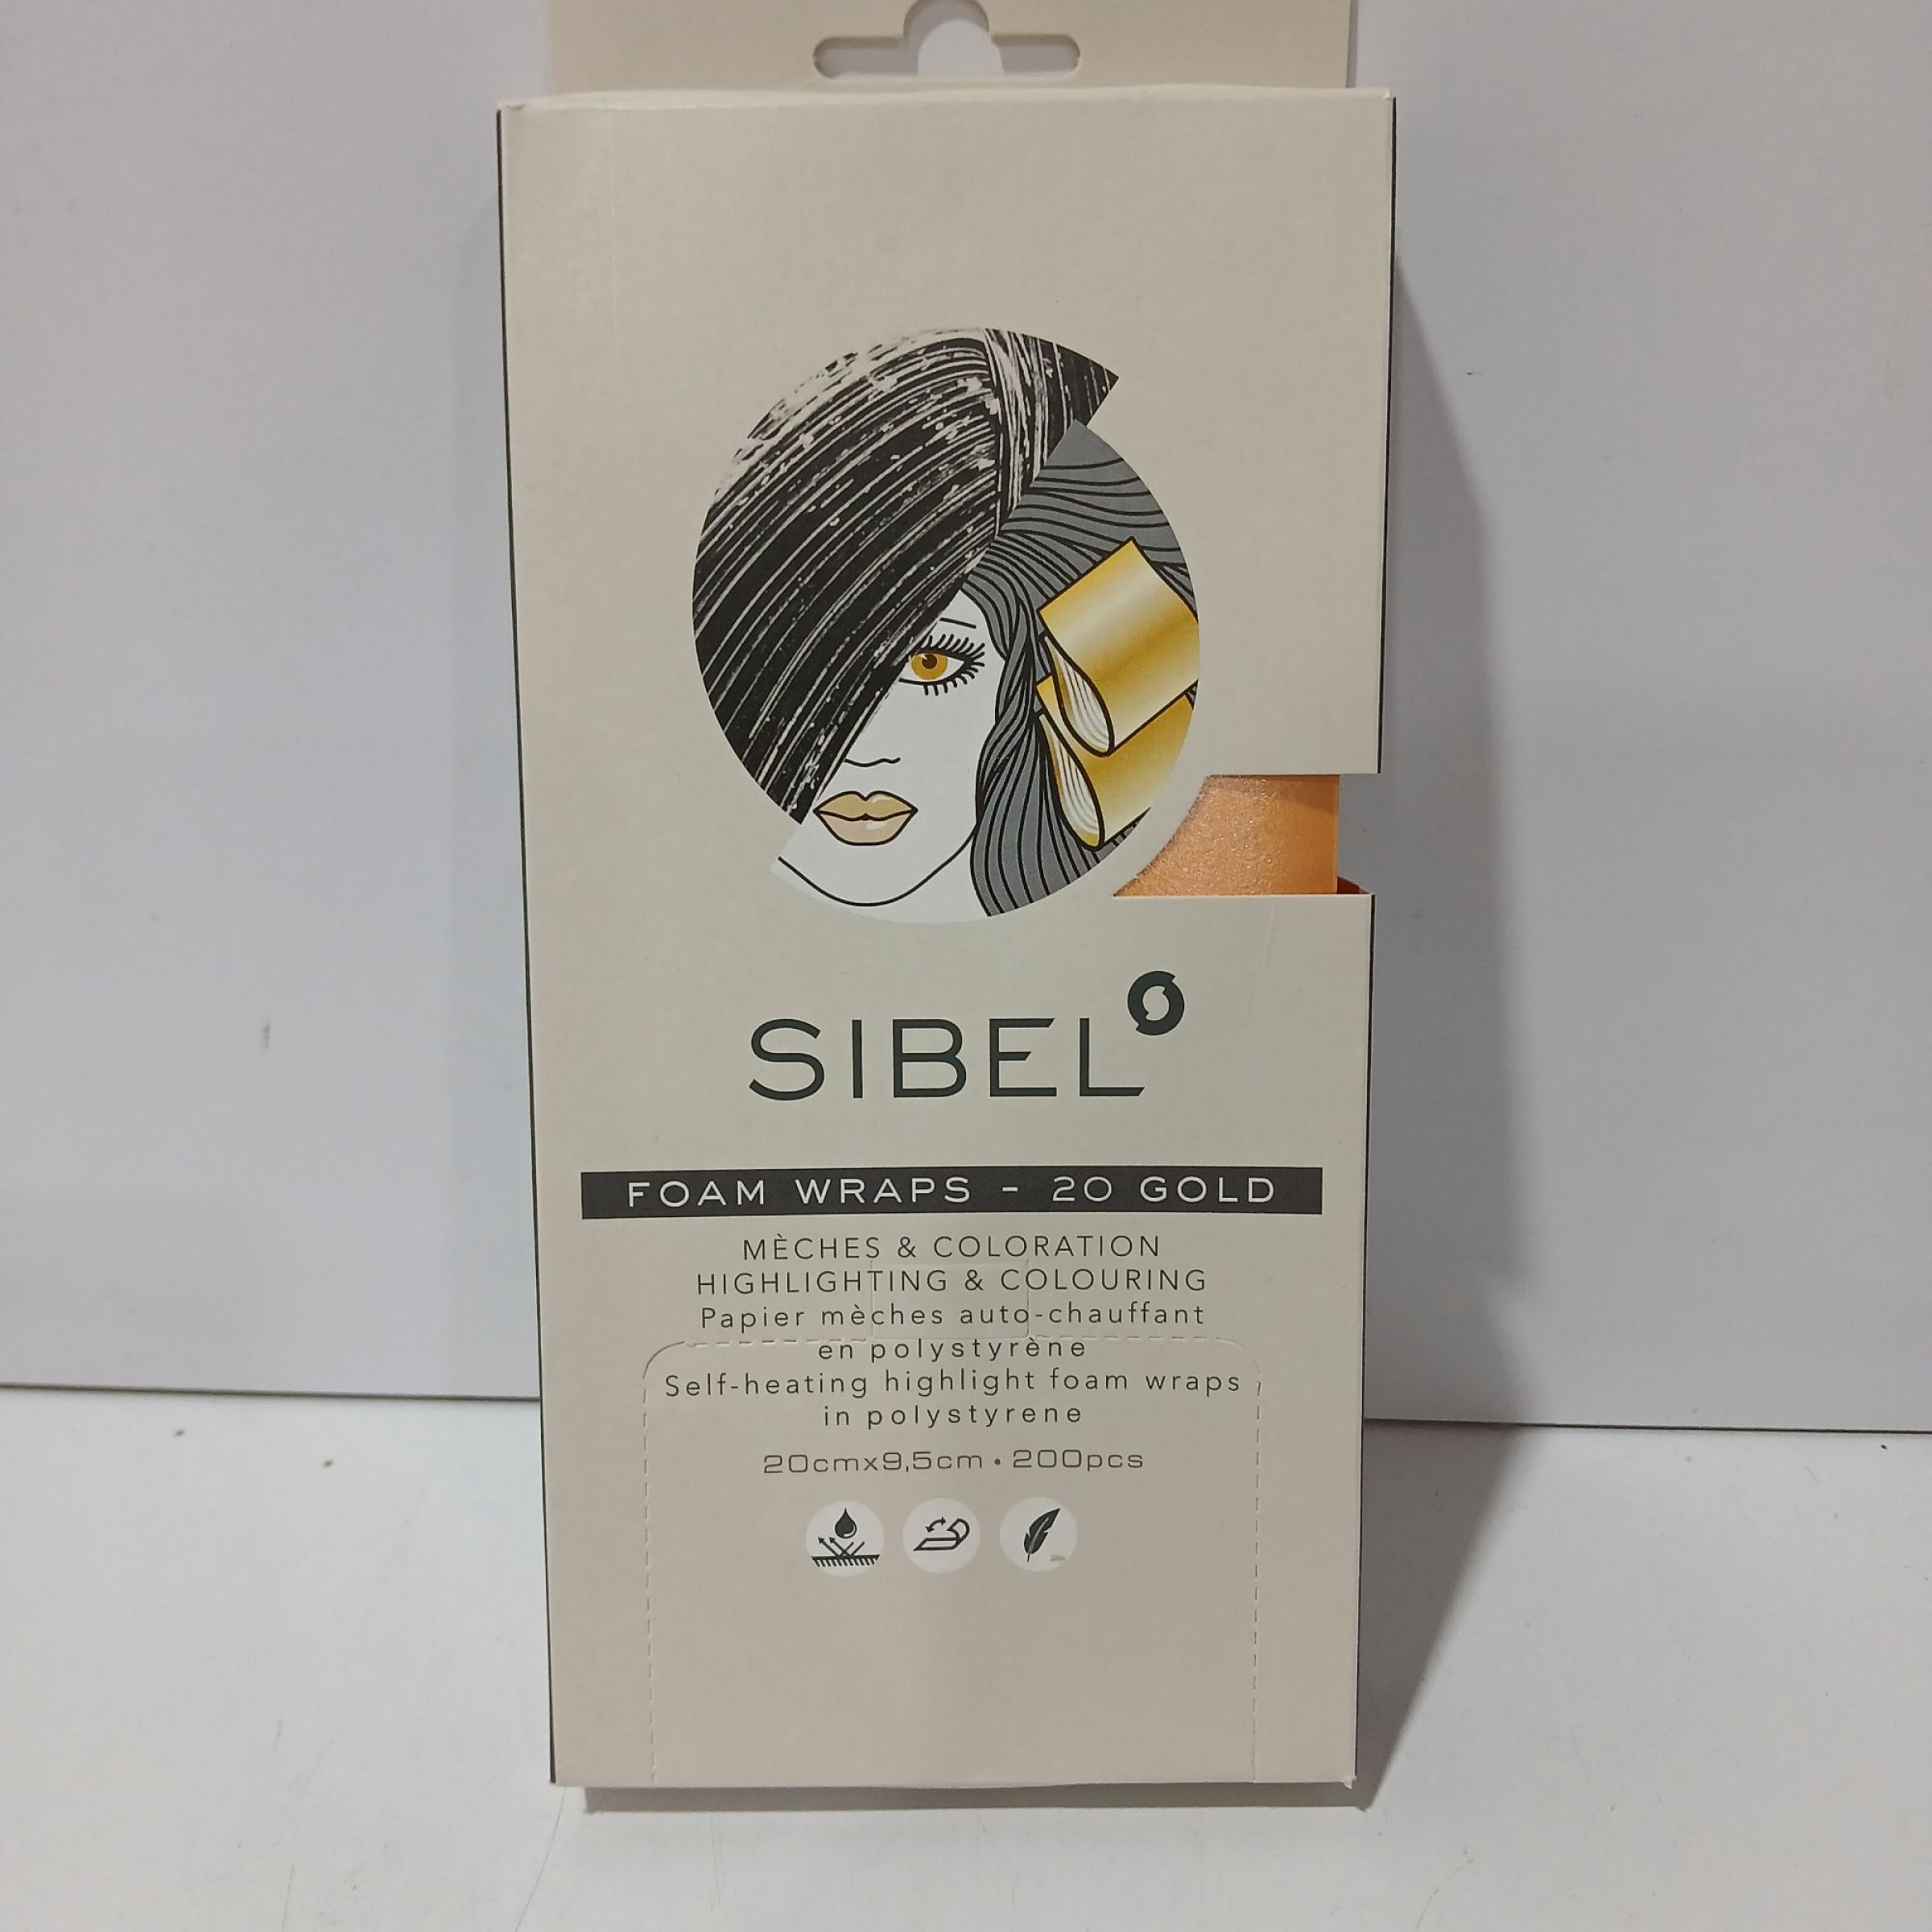 SIBEL
FOAM WRAPS - 20 GOLD
MÈCHES & COLORATION
HIGHLIGHTING & COLOURING
Papier mèches auto-chauffant
en polystyrène
Self-heating highlight foam wraps
in polystyrene
20cmx9,5cm • 200pcs